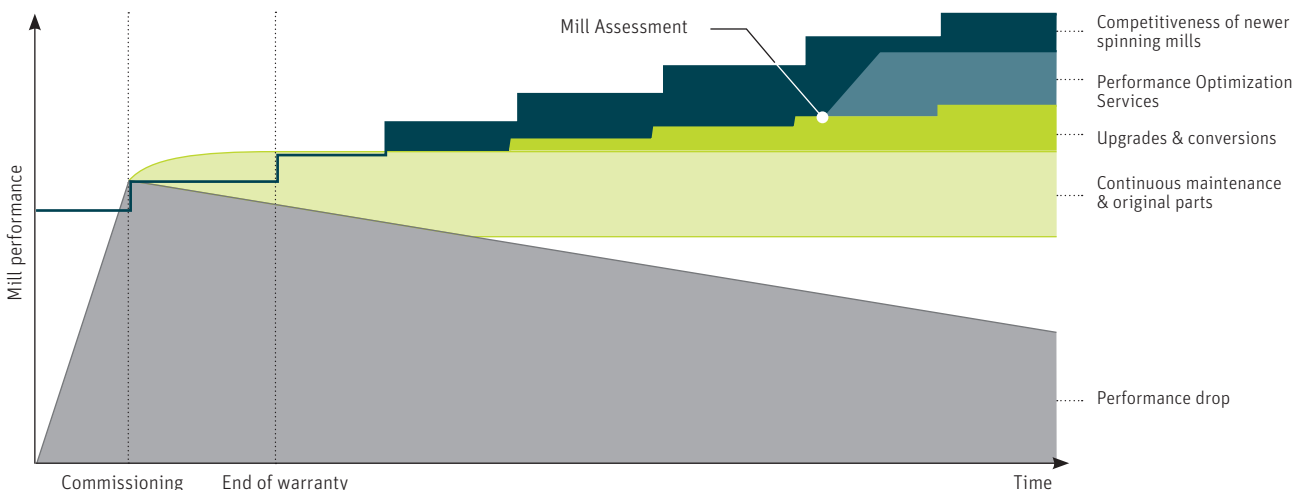 Mill Assessment
Competitiveness of newer
spinning mills
Performance Optimization
Services
Upgrades & conversions
Continuous maintenance
& original parts
Mill performance
Performance drop
Commissioning
End of warranty
Time